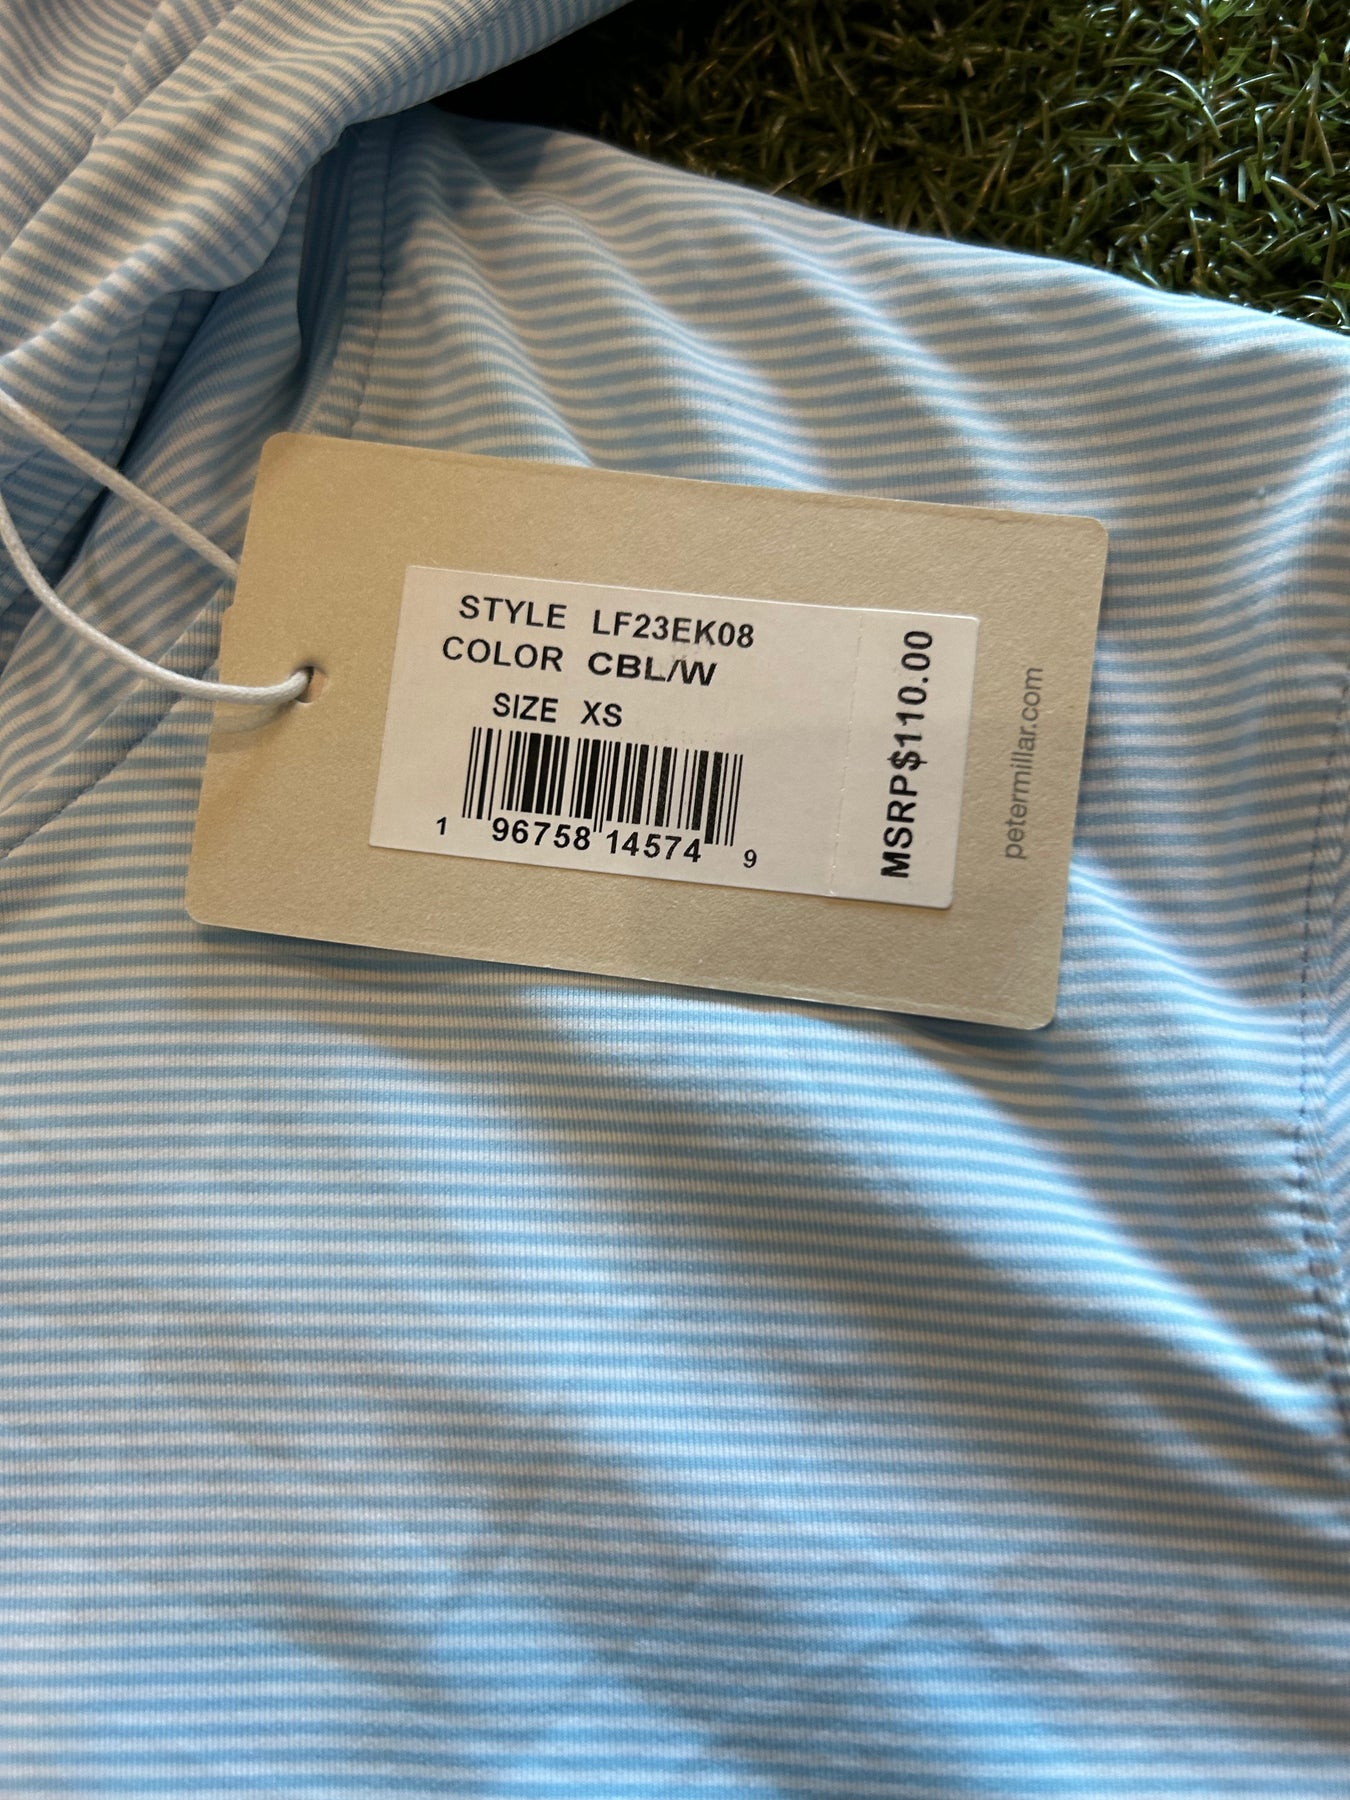 STYLE LF23EK08
COLOR CBL/W
SIZE XS
1 96758 14574 9
MSRP$110.00
petermillar.com